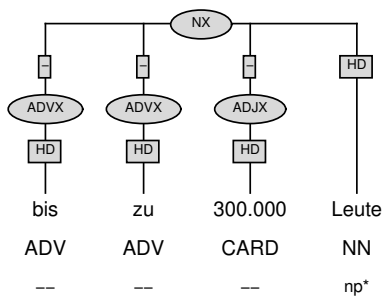 NX
– – – HD
ADVX ADVX ADJX
HD HD HD
bis zu 300.000 Leute
ADV ADV CARD NN
–– –– –– np*